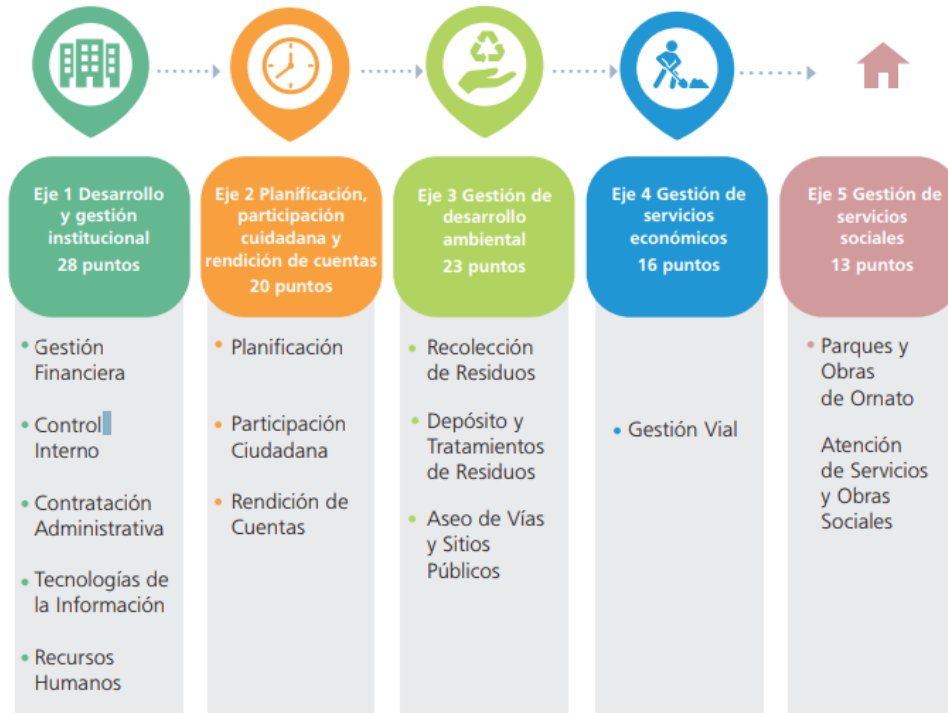 Eje 1 Desarrollo
y gestión
institucional
28 puntos
Eje 2 Planificación,
participación
cuidadana y
rendición de cuentas
20 puntos
Eje 3 Gestión de
desarrollo
ambiental
23 puntos
Eje 4 Gestión de
servicios
económicos
16 puntos
Eje 5 Gestión de
servicios
sociales
13 puntos
• Gestión
Financiera
• Control
Interno
• Contratación
Administrativa
• Tecnologías de
la Información
• Recursos
Humanos
• Planificación
• Participación
Ciudadana
• Rendición de
Cuentas
• Recolección
de Residuos
• Depósito y
Tratamientos
de Residuos
• Aseo de Vías
y Sitios
Públicos
• Gestión Vial
• Parques y
Obras
de Ornato
Atención
de Servicios
y Obras
Sociales